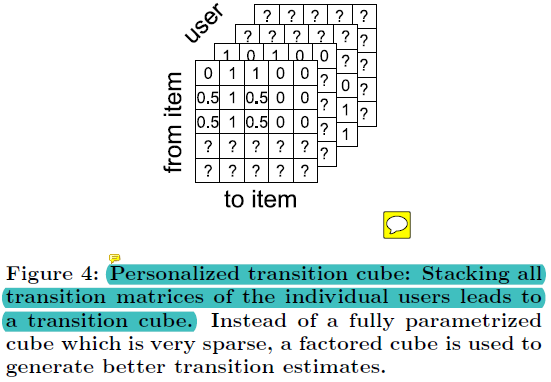 user
? ? ? ? ?
? ? ? ? ? ?
1 0 1 0 0 ? ?
0 1 1 0 0 ? 0 ?
0.5 1 0.5 0 0 ? 1 ?
0.5 1 0.5 0 0 ? 1
? ? ? ? ? ?
? ? ? ? ?
from item
to item
Figure 4: Personalized transition cube: Stacking all
transition matrices of the individual users leads to
a transition cube. Instead of a fully parametrized
cube which is very sparse, a factored cube is used to
generate better transition estimates.